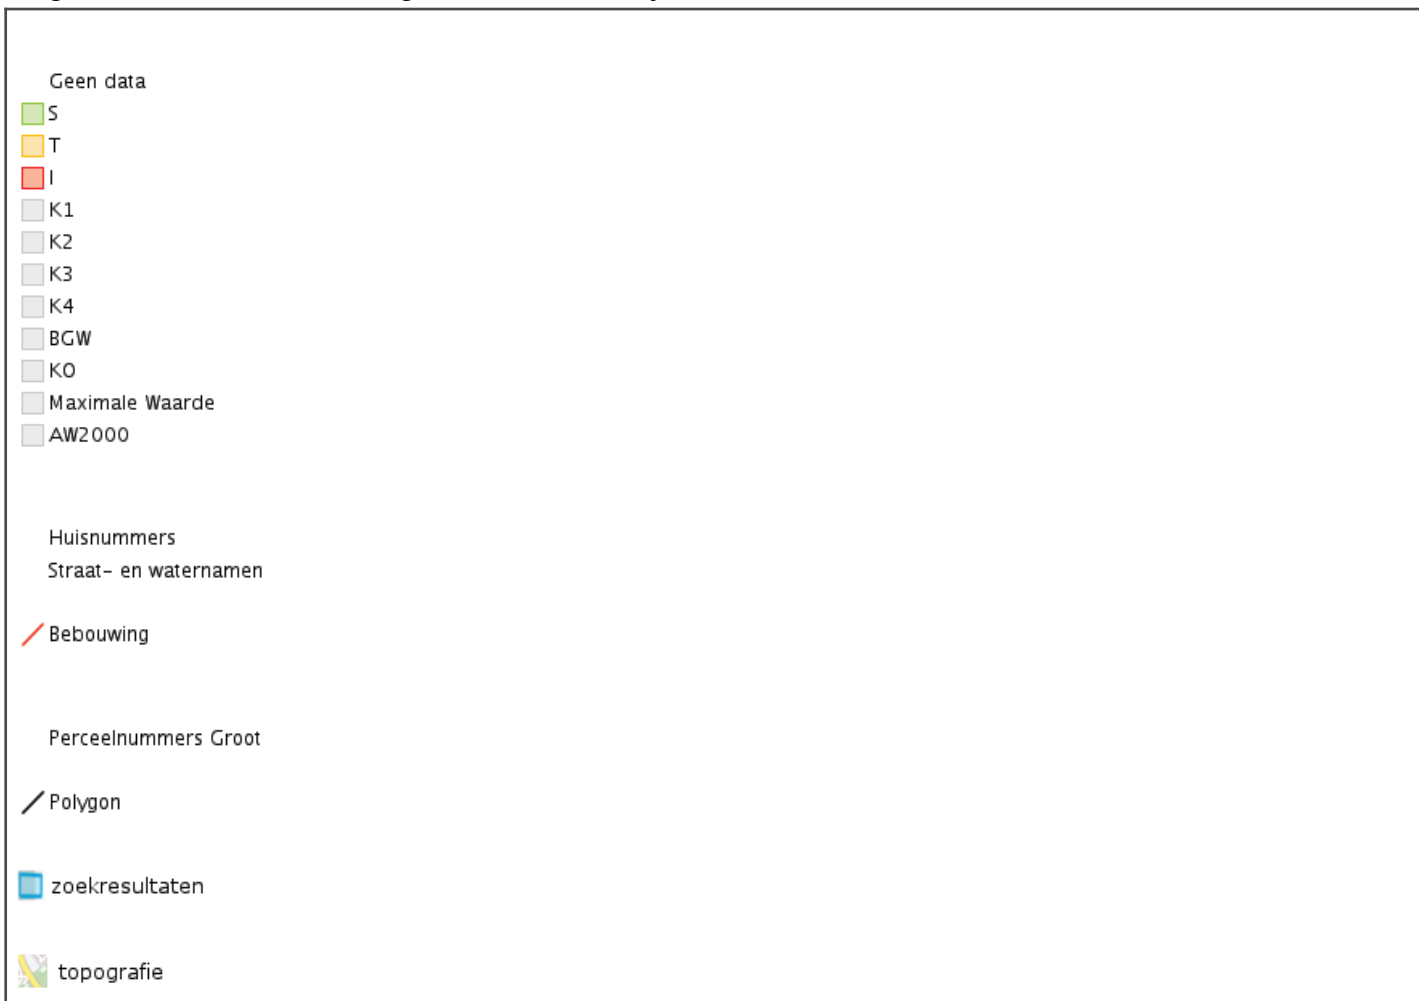 Geen data
S
T
I
K1
K2
K3
K4
BGW
K0
Maximale Waarde
AW2000
Huisnummers
Straat- en waternamen
Bebouwing
Perceelnummers Groot
Polygon
zoekresultaten
topografie